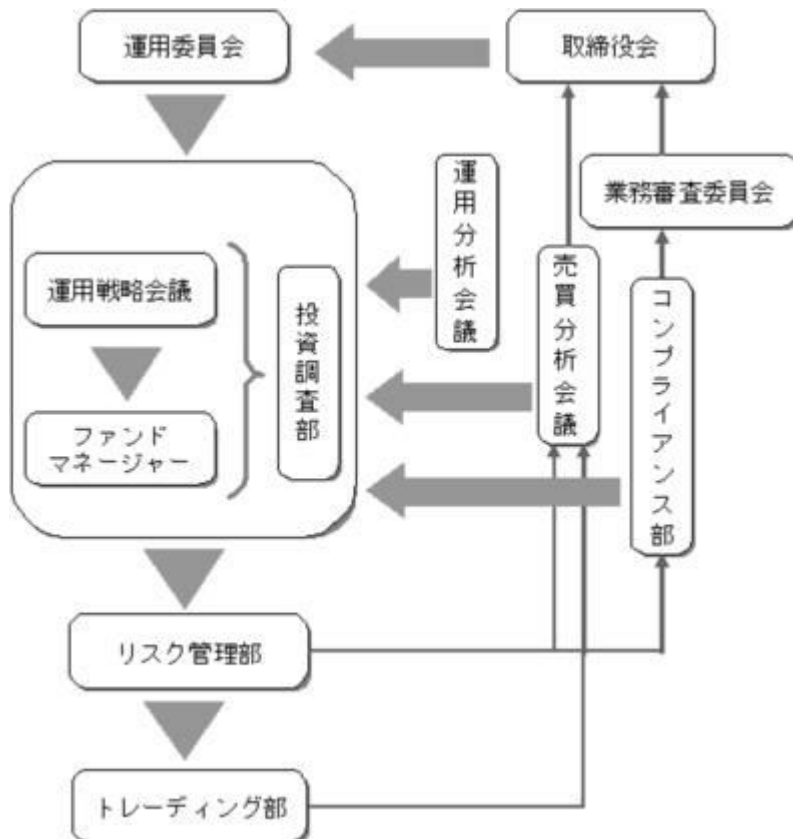 運用委員会
取締役会
業務審査委員会
運用分析会議
売買分析会議
コンプライアンス部
運用戦略会議
投資調査部
ファンド
マネージャー
リスク管理部
トレーディング部